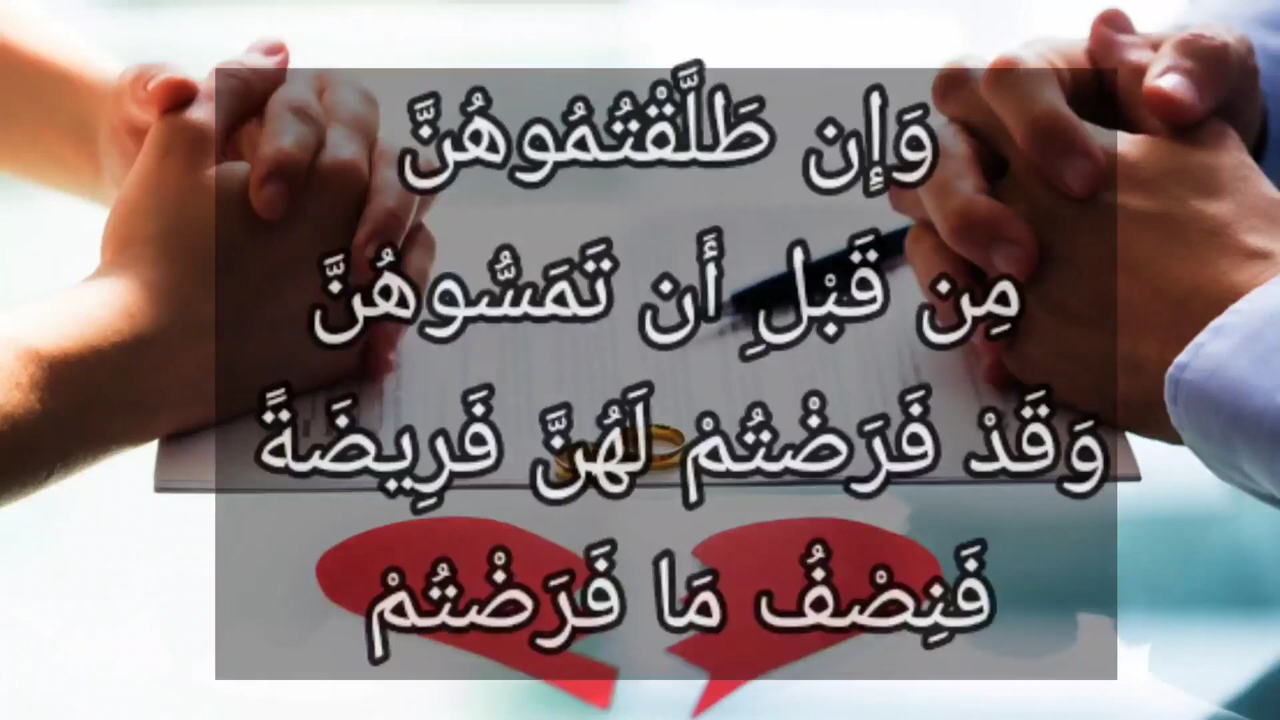 وَإِن طَلَّقْتُمُوهُنَّ
مِن قَبْلِ أَن تَمَسُّوهُنَّ
وَقَدْ فَرَضْتُمْ لَهُنَّ فَرِيضَةً
فَنِصْفُ مَا فَرَضْتُمْ